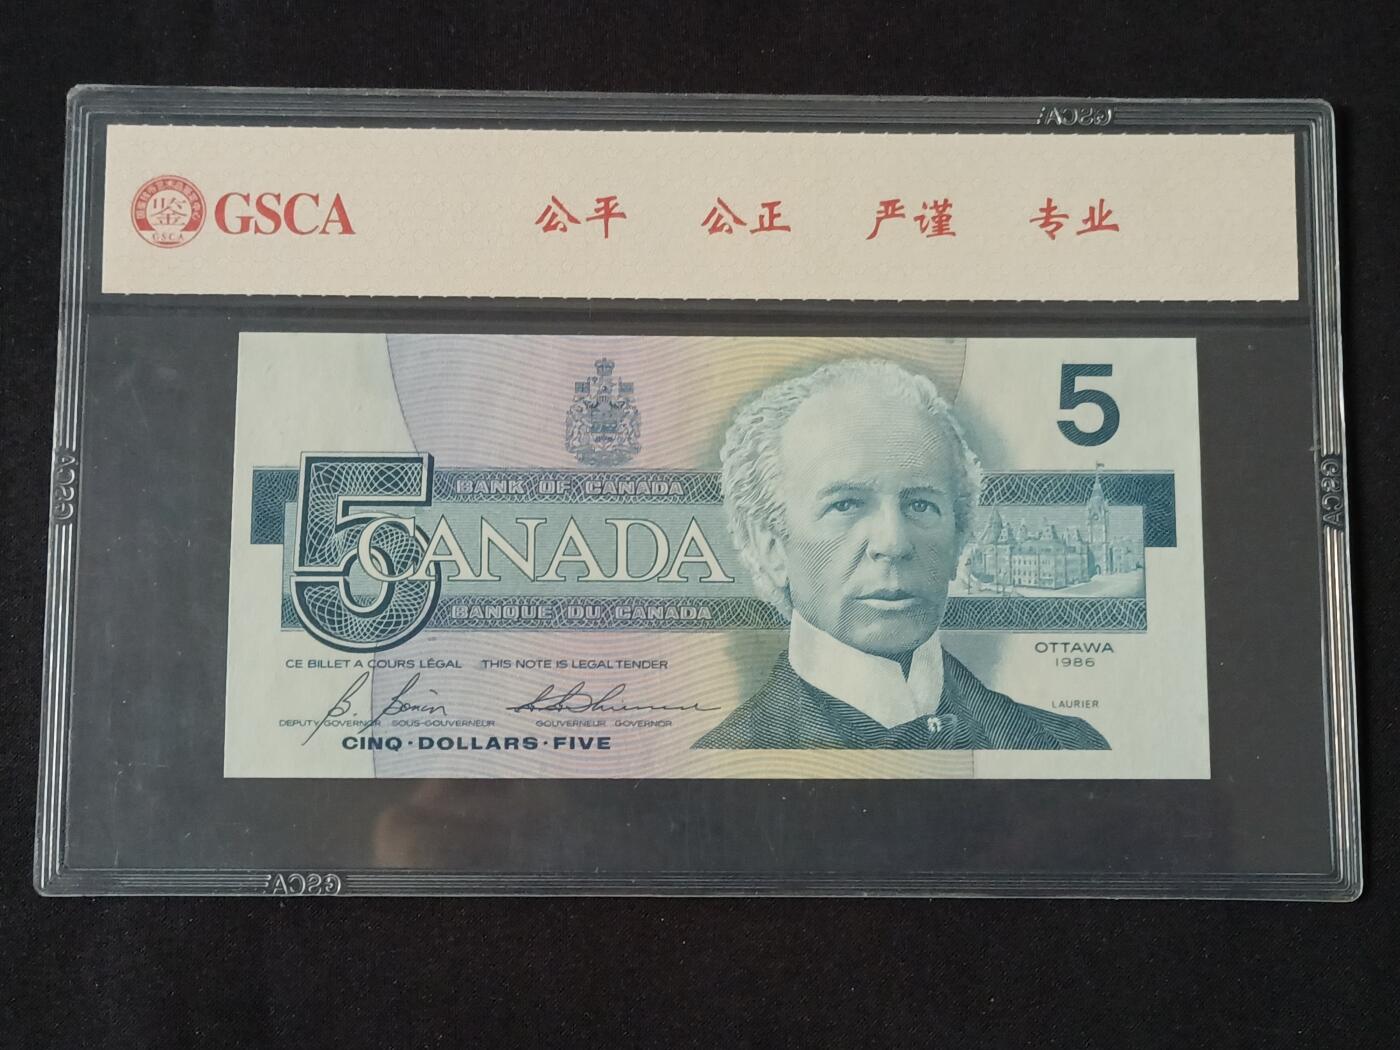 GSCA
鉴
GSCA 公平 公正 严谨 专业
5
BANK OF CANADA
5 CANADA
BANQUE DU CANADA
OTTAWA
1986
CE BILLET A COURS LÉGAL THIS NOTE IS LEGAL TENDER
LAURIER
DEPUTY GOVERNOR SOUS-GOUVERNEUR GOUVERNEUR GOVERNOR
CINQ·DOLLARS·FIVE
GSCA
GSCA
GSCA